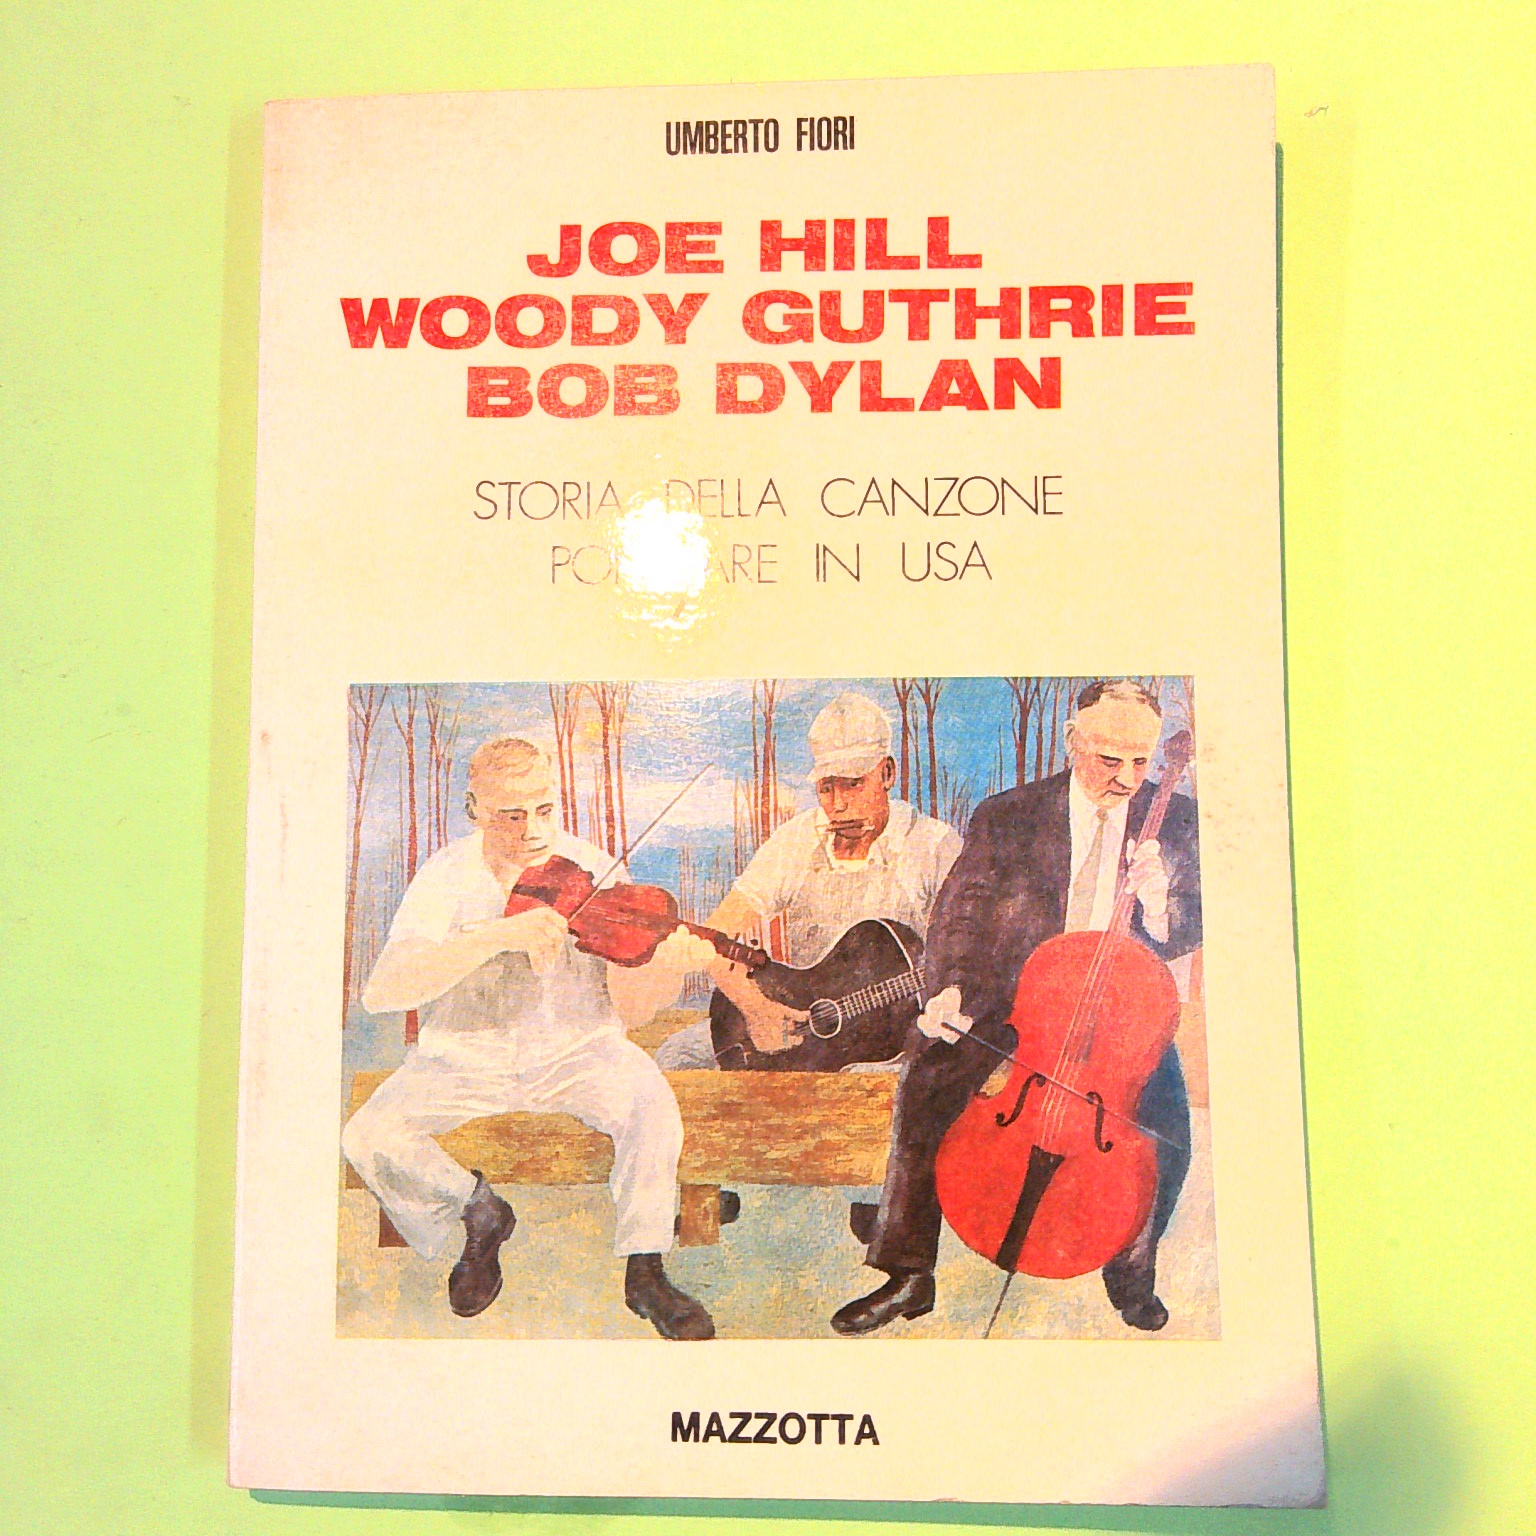 UMBERTO FIORI
JOE HILL
WOODY GUTHRIE
BOB DYLAN
STORIA DELLA CANZONE
IN USA
MAZZOTTA